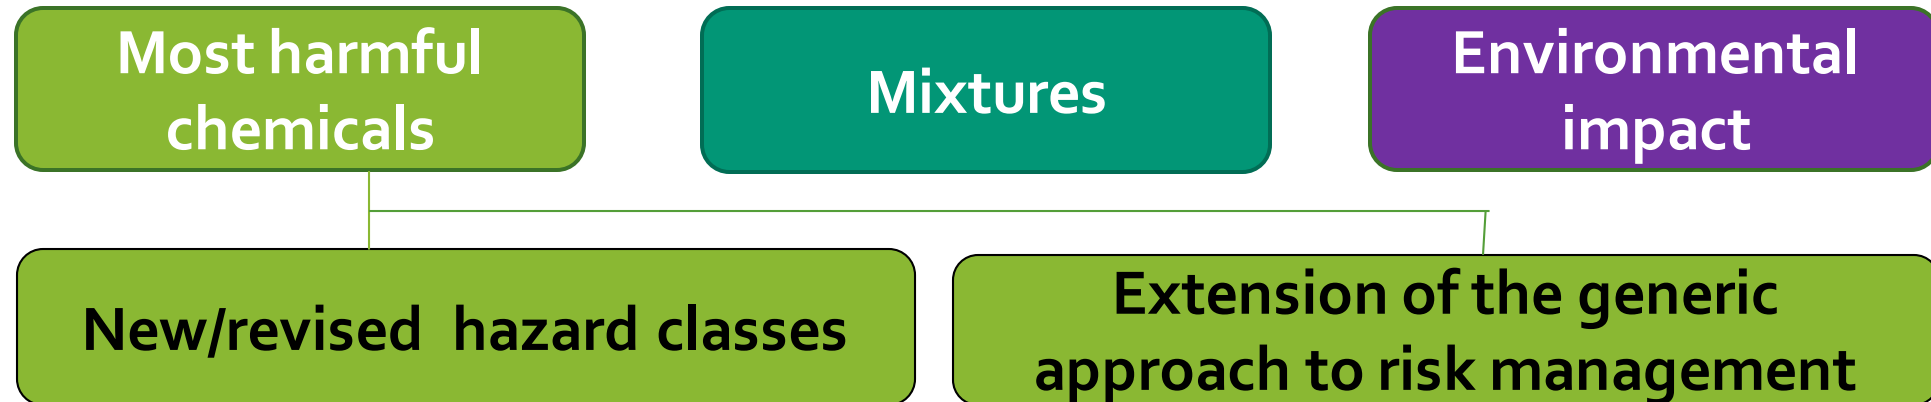 Most harmful
chemicals
Mixtures
Environmental
impact
New/revised hazard classes
Extension of the generic
approach to risk management